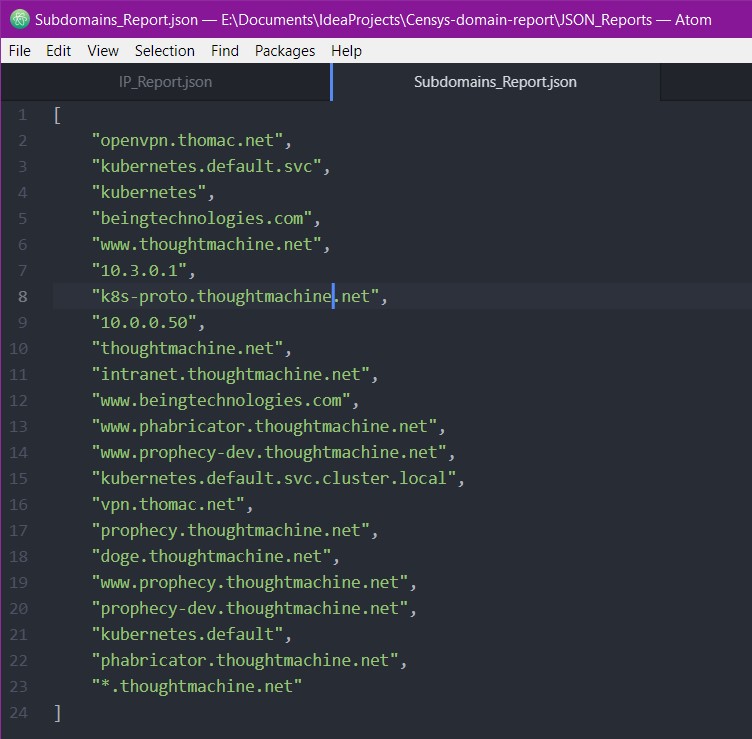 Subdomains_Report.json — E:\Documents\IdeaProjects\Censys-domain-report\JSON_Reports — Atom
File Edit View Selection Find Packages Help
IP_Report.json Subdomains_Report.json
1 [
2 "openvpn.thomac.net",
3 "kubernetes.default.svc",
4 "kubernetes",
5 "beingtechnologies.com",
6 "www.thoughtmachine.net",
7 "10.3.0.1",
8 "k8s-proto.thoughtmachine.net",
9 "10.0.0.50",
10 "thoughtmachine.net",
11 "intranet.thoughtmachine.net",
12 "www.beingtechnologies.com",
13 "www.phabricator.thoughtmachine.net",
14 "www.prophecy-dev.thoughtmachine.net",
15 "kubernetes.default.svc.cluster.local",
16 "vpn.thomac.net",
17 "prophecy.thoughtmachine.net",
18 "doge.thoughtmachine.net",
19 "www.prophecy.thoughtmachine.net",
20 "prophecy-dev.thoughtmachine.net",
21 "kubernetes.default",
22 "phabricator.thoughtmachine.net",
23 "*.thoughtmachine.net"
24 ]